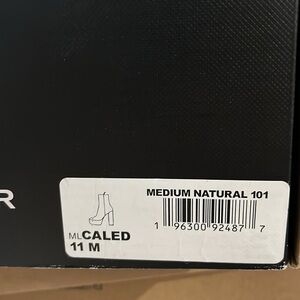 R
MEDIUM NATURAL 101
MLCALED
11 M
1 96300 92487 7